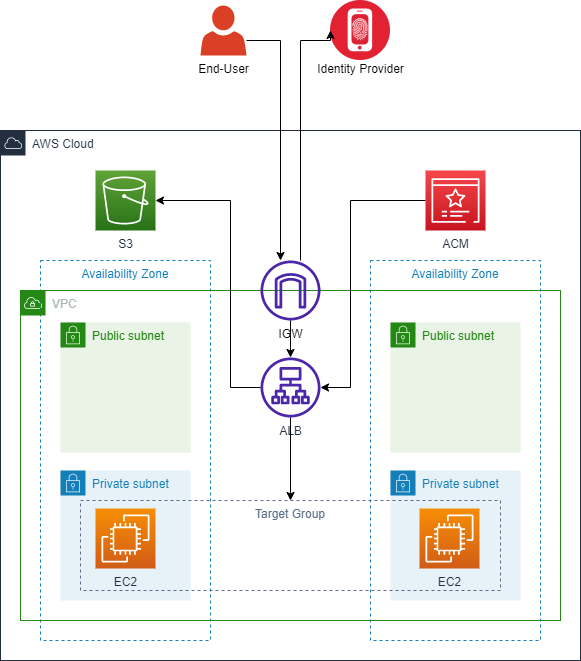 End-User
Identity Provider
AWS Cloud
S3
ACM
Availability Zone
Availability Zone
VPC
IGW
Public subnet
Public subnet
ALB
Private subnet
Private subnet
Target Group
EC2
EC2